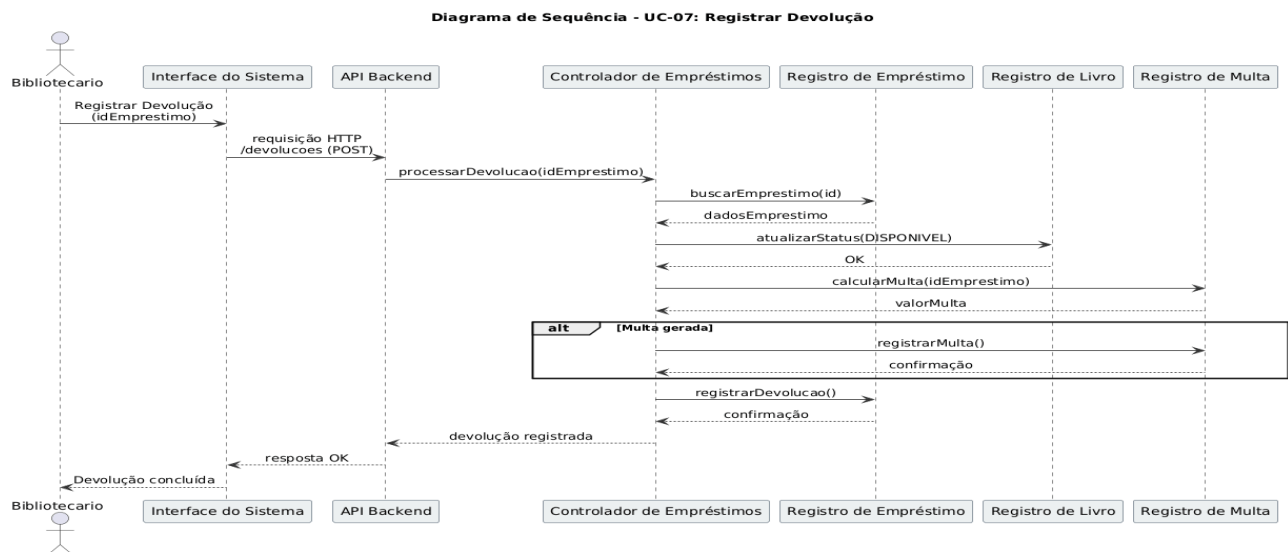 Diagrama de Sequência - UC-07: Registrar Devolução
Bibliotecario
Interface do Sistema
API Backend
Controlador de Empréstimos
Registro de Empréstimo
Registro de Livro
Registro de Multa
Registrar Devolução
(idEmprestimo)
requisição HTTP
/devolucoes (POST)
processarDevolucao(idEmprestimo)
buscarEmprestimo(id)
dadosEmprestimo
atualizarStatus(DISPONIVEL)
OK
calcularMulta(idEmprestimo)
valorMulta
alt
[Multa gerada]
registrarMulta()
confirmação
registrarDevolucao()
confirmação
devolução registrada
resposta OK
Devolução concluída
Bibliotecario
Interface do Sistema
API Backend
Controlador de Empréstimos
Registro de Empréstimo
Registro de Livro
Registro de Multa